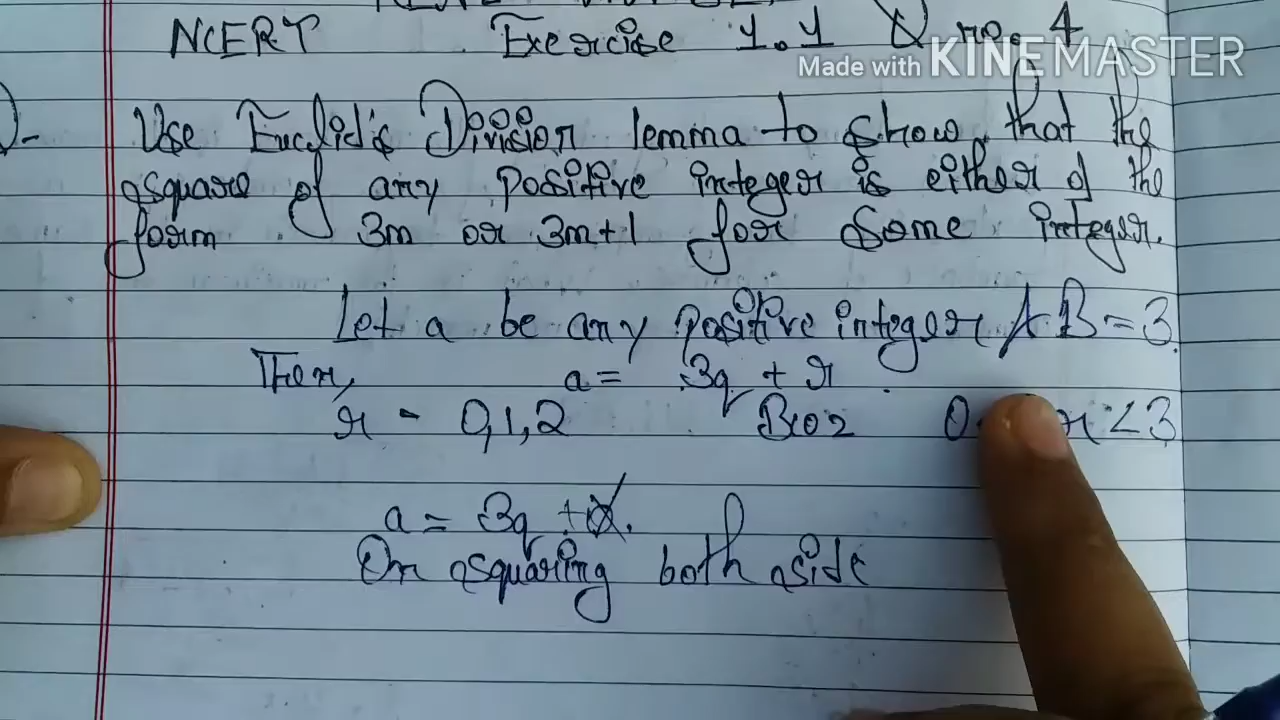 NCERT Exercise 1.1 Q no. 4
Made with KINEMASTER
Use Euclid's Division lemma to show that the
square of any positive integer is either of the
form 3m or 3m+1 for some integer.
Let a be any positive integer & B=3
Then, a= 3q + r
r - 0,1,2 Bcoz 0 r<3
a = 3q +0.
On squaring both side